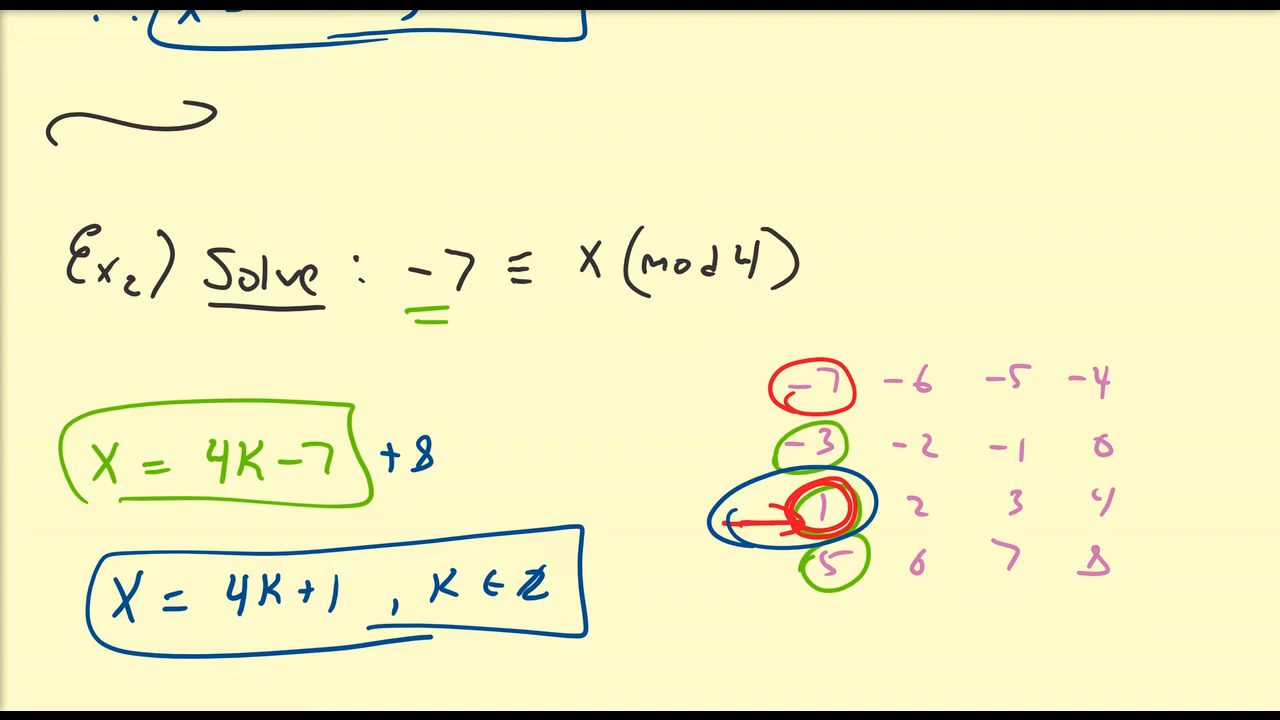 Ex2) Solve : -7 ≡ X (mod 4)
X = 4K-7 +8
X = 4K+1 , K ∈ ℤ
-7 -6 -5 -4
-3 -2 -1 0
1 2 3 4
5 6 7 8